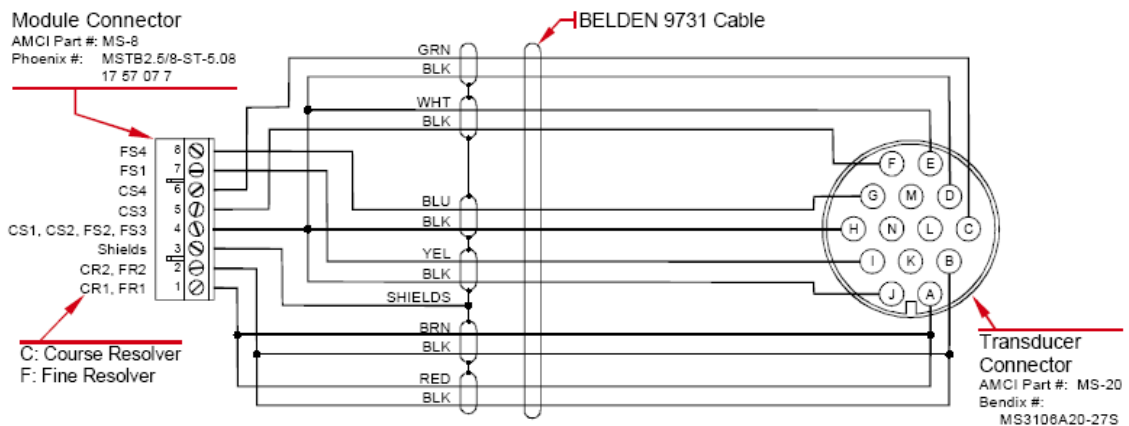 Module Connector
AMCI Part #: MS-8
Phoenix #: MSTB2.5/8-ST-5.08
17 57 07 7
BELDEN 9731 Cable
GRN
BLK
WHT
BLK
FS4 8
FS1 7
CS4 6
CS3 5
CS1, CS2, FS2, FS3 4
Shields 3
CR2, FR2 2
CR1, FR1 1
BLU
BLK
YEL
BLK
SHIELDS
BRN
BLK
RED
BLK
F E
G M D
H N L C
I K B
J A
C: Course Resolver
F: Fine Resolver
Transducer
Connector
AMCI Part #: MS-20
Bendix #:
MS3106A20-27S